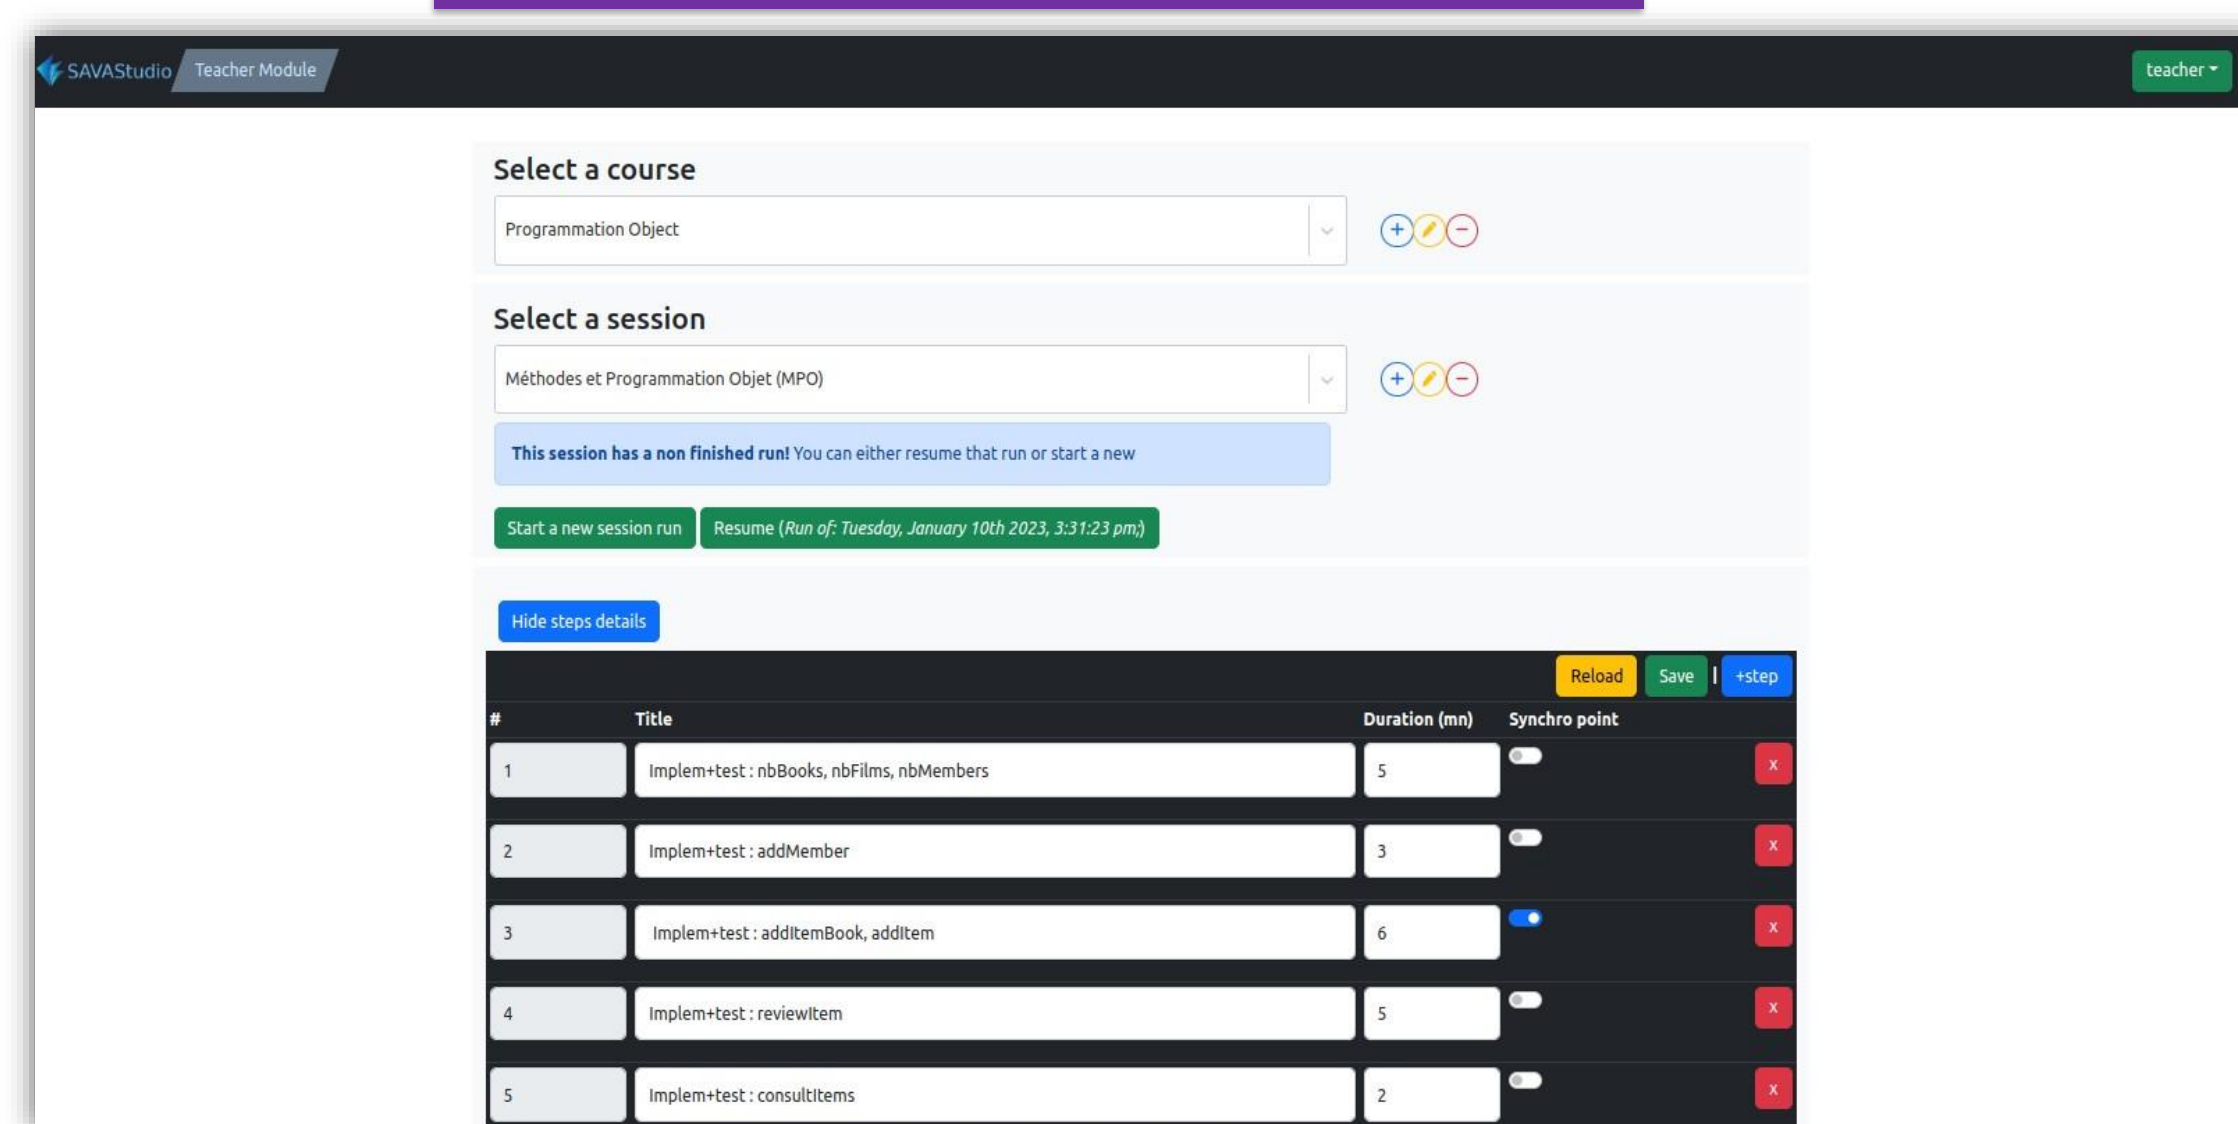 SAVAStudio Teacher Module teacher
Select a course
Programmation Object
Select a session
Méthodes et Programmation Objet (MPO)
This session has a non finished run! You can either resume that run or start a new
Start a new session run Resume (Run of: Tuesday, January 10th 2023, 3:31:23 pm;)
Hide steps details
Reload Save | +step
# Title Duration (mn) Synchro point
1 Implem+test : nbBooks, nbFilms, nbMembers 5 x
2 Implem+test : addMember 3 x
3 Implem+test : addItemBook, addItem 6 x
4 Implem+test : reviewItem 5 x
5 Implem+test : consultItems 2 x